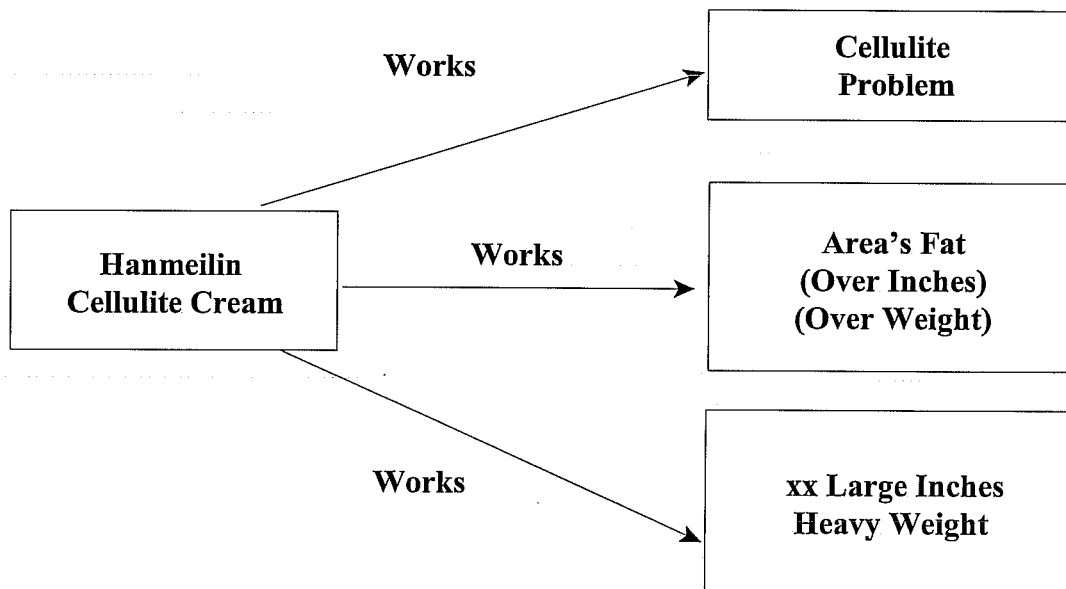 Works
Cellulite
Problem
Hanmeilin
Cellulite Cream
Works
Area's Fat
(Over Inches)
(Over Weight)
Works
xx Large Inches
Heavy Weight